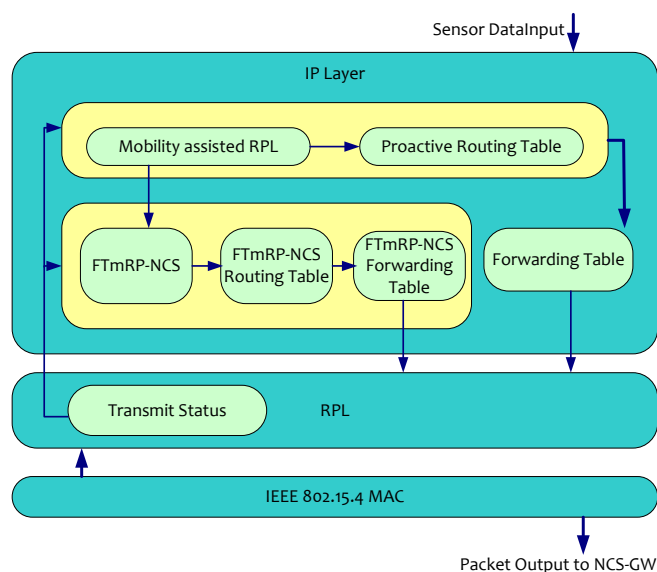 Sensor DataInput
IP Layer
Mobility assisted RPL
Proactive Routing Table
FTmRP-NCS
FTmRP-NCS
Routing Table
FTmRP-NCS
Forwarding
Table
Forwarding Table
Transmit Status
RPL
IEEE 802.15.4 MAC
Packet Output to NCS-GW